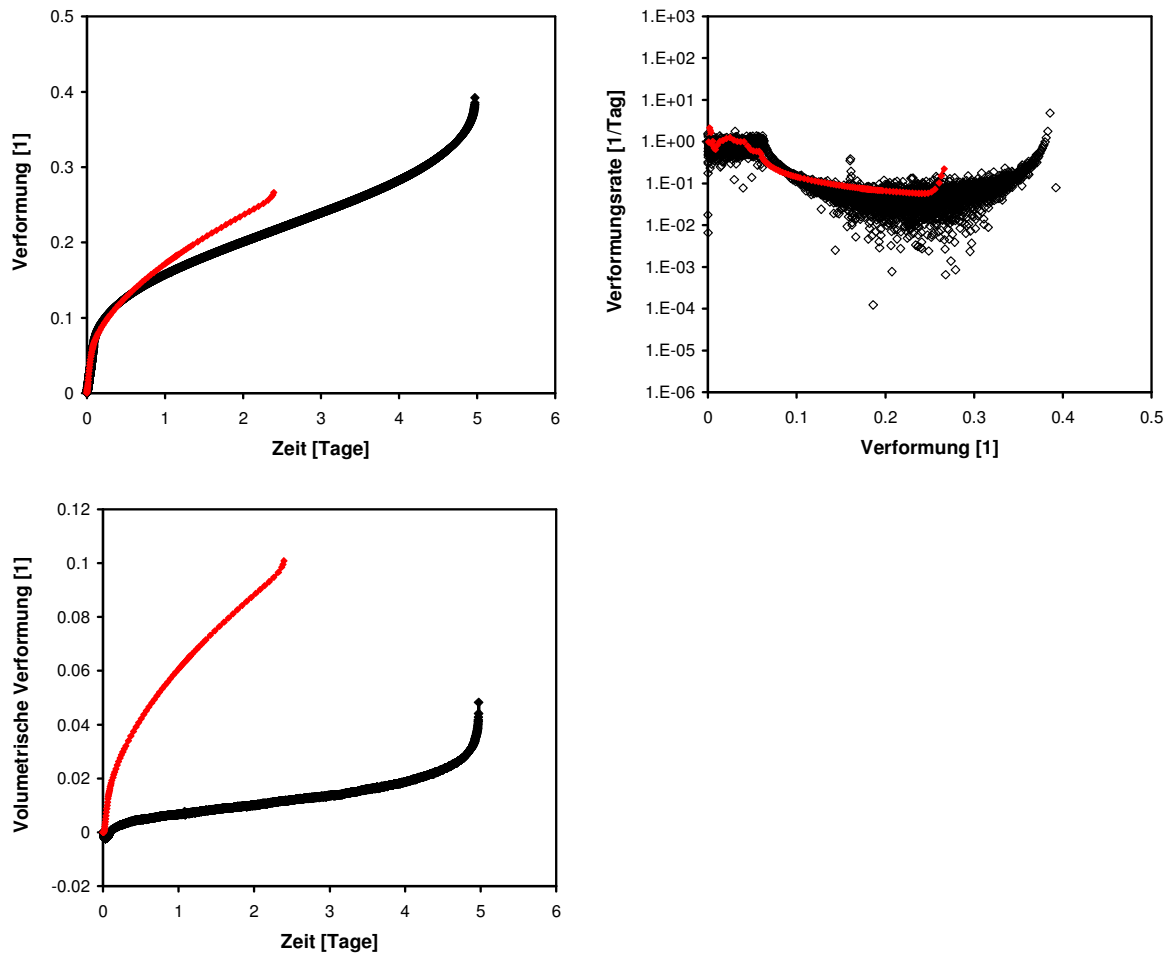 0.5
0.4
0.3
0.2
0.1
0
Verformung [1]
0 1 2 3 4 5 6
Zeit [Tage]
1.E+03
1.E+02
1.E+01
1.E+00
1.E-01
1.E-02
1.E-03
1.E-04
1.E-05
1.E-06
Verformungsrate [1/Tag]
0 0.1 0.2 0.3 0.4 0.5
Verformung [1]
0.12
0.1
0.08
0.06
0.04
0.02
0
-0.02
Volumetrische Verformung [1]
0 1 2 3 4 5 6
Zeit [Tage]